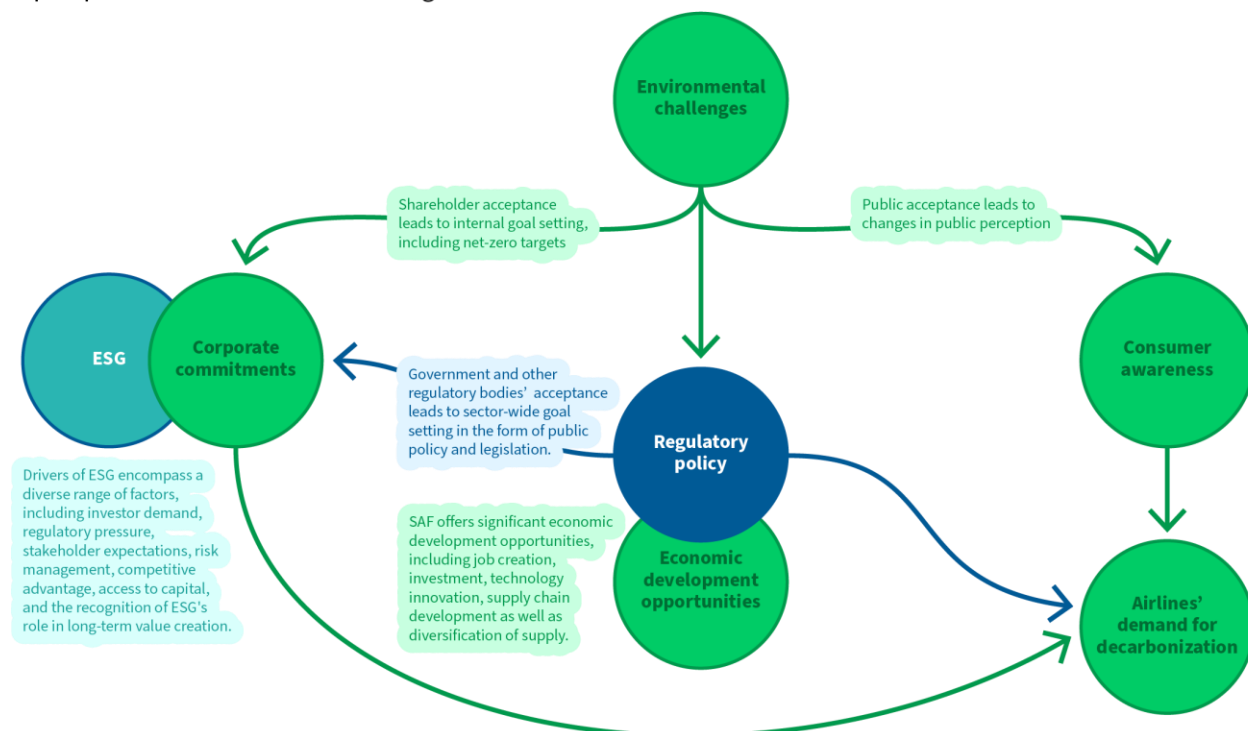 Environmental
challenges
Shareholder acceptance
leads to internal goal setting,
including net-zero targets
Public acceptance leads to
changes in public perception
ESG
Corporate
commitments
Government and other
regulatory bodies’ acceptance
leads to sector-wide goal
setting in the form of public
policy and legislation.
Regulatory
policy
Consumer
awareness
Drivers of ESG encompass a
diverse range of factors,
including investor demand,
regulatory pressure,
stakeholder expectations, risk
management, competitive
advantage, access to capital,
and the recognition of ESG's
role in long-term value creation.
SAF offers significant economic
development opportunities,
including job creation,
investment, technology
innovation, supply chain
development as well as
diversification of supply.
Economic
development
opportunities
Airlines’
demand for
decarbonization